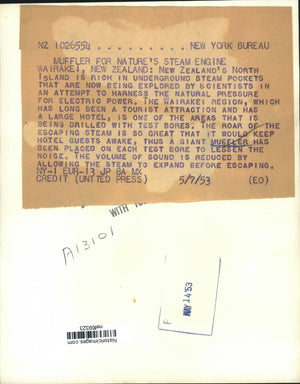 NZ 1026554 . . . . . . . . . . NEW YORK BUREAU
MUFFLER FOR NATURE'S STEAM ENGINE
WAIRAKEI, NEW ZEALAND: NEW ZEALAND'S NORTH
ISLAND IS RICH IN UNDERGROUND STEAM POCKETS
THAT ARE NOW BEING EXPLORED BY SCIENTISTS IN
AN ATTEMPT TO HARNESS THE NATURAL PRESSURE
FOR ELECTRIC POWER. THE WAIRAKEI REGION, WHICH
HAS LONG BEEN A TOURIST ATTRACTION AND HAS
A LARGE HOTEL, IS ONE OF THE AREAS THAT IS
BEING DRILLED WITH TEST BORES. THE ROAR OF THE
ESCAPING STEAM IS SO GREAT THAT IT WOULD KEEP
HOTEL GUESTS AWAKE, THUS A GIANT MUFFLER HAS
BEEN PLACED ON EACH TEST BORE TO LESSEN THE
NOISE. THE VOLUME OF SOUND IS REDUCED BY
ALLOWING THE STEAM TO EXPAND BEFORE ESCAPING.
NY-1 EUR-13 JP 8A MX
CREDIT (UNITED PRESS) 5/7/53 (EO)
WITH
A13101
MAY 14 '53
F
Historicimages.com